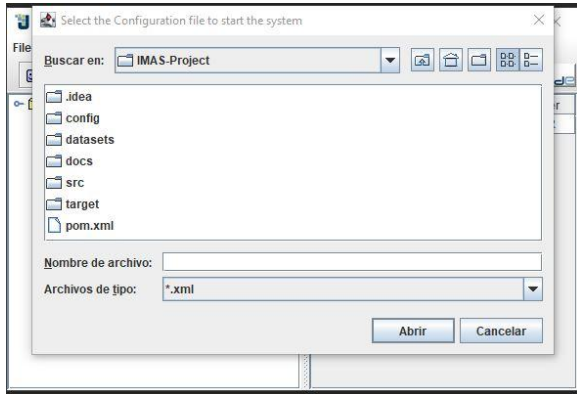 Select the Configuration file to start the system
File
Buscar en: IMAS-Project
.idea
config
datasets
docs
src
target
pom.xml
Nombre de archivo:
Archivos de tipo: *.xml
Abrir Cancelar